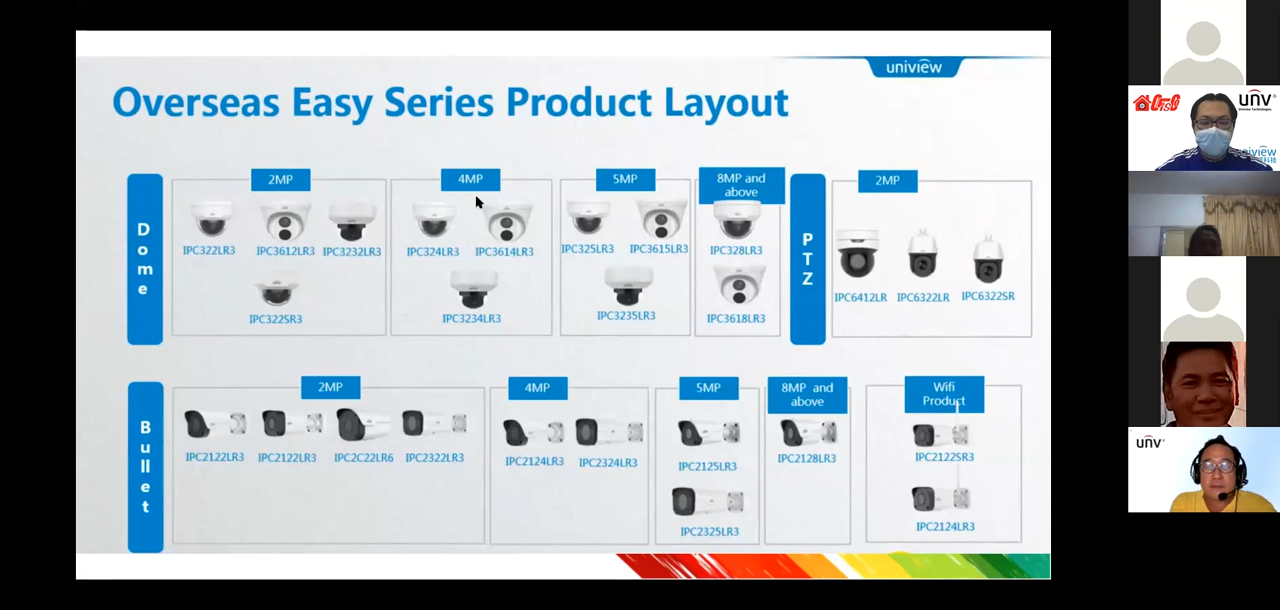 uniview
Overseas Easy Series Product Layout
Dome
2MP
IPC322LR3
IPC3612LR3
IPC3232LR3
IPC322SR3
4MP
IPC324LR3
IPC3614LR3
IPC3234LR3
5MP
IPC325LR3
IPC3615LR3
IPC3235LR3
8MP and
above
IPC328LR3
IPC3618LR3
PTZ
2MP
IPC6412LR
IPC6322LR
IPC6322SR
Bullet
2MP
IPC2122LR3
IPC2122LR3
IPC2C22LR6
IPC2322LR3
4MP
IPC2124LR3
IPC2324LR3
5MP
IPC2125LR3
IPC2325LR3
8MP and
above
IPC2128LR3
Wifi
Product
IPC2122SR3
IPC2124LR3
unv
unv